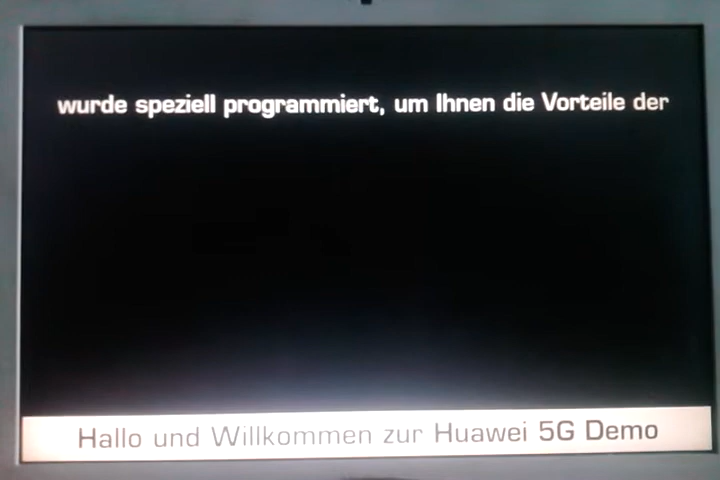 wurde speziell programmiert, um Ihnen die Vorteile der
Hallo und Willkommen zur Huawei 5G Demo